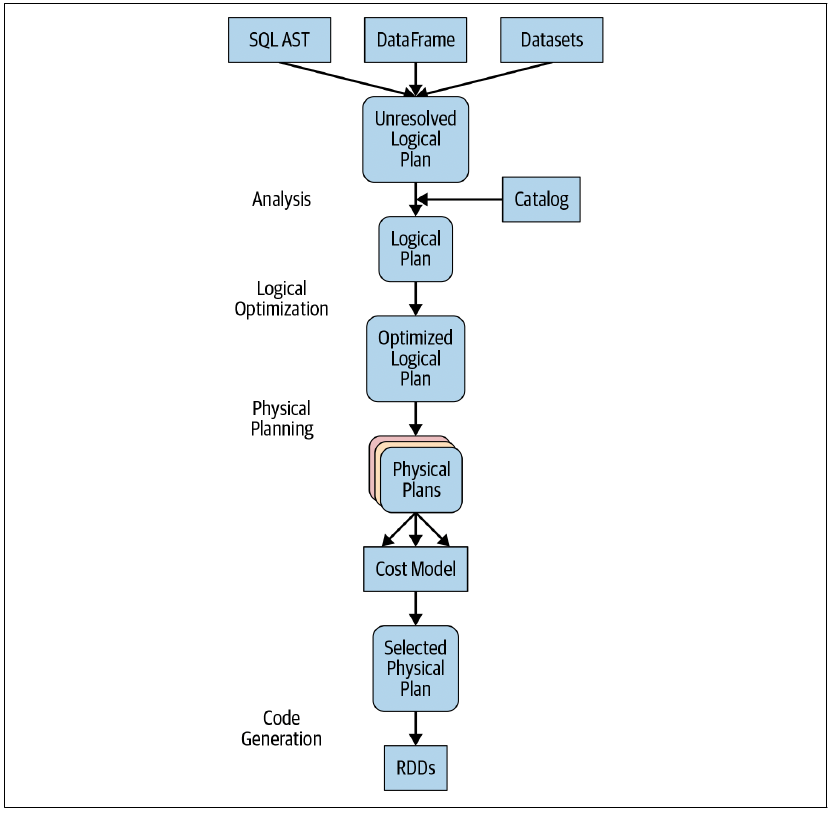 SQL AST
DataFrame
Datasets
Unresolved
Logical
Plan
Analysis
Catalog
Logical
Plan
Logical
Optimization
Optimized
Logical
Plan
Physical
Planning
Physical
Plans
Cost Model
Selected
Physical
Plan
Code
Generation
RDDs